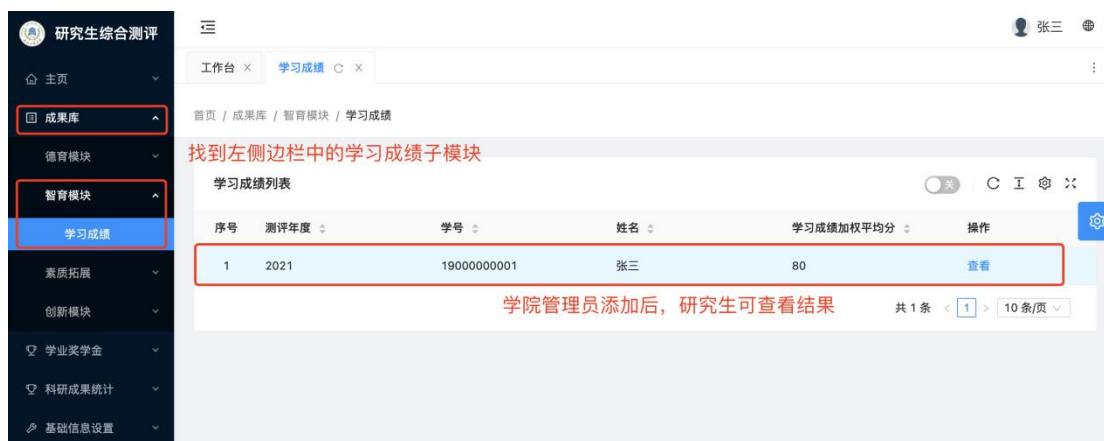 研究生综合测评
张三
主页
工作台
学习成绩
成果库
首页 / 成果库 / 智育模块 / 学习成绩
德育模块
找到左侧边栏中的学习成绩子模块
智育模块
学习成绩列表
关
学习成绩
序号 测评年度 学号 姓名 学习成绩加权平均分 操作
素质拓展
1 2021 19000000001 张三 80 查看
创新模块
学院管理员添加后，研究生可查看结果
共 1 条 < 1 > 10 条/页
学业奖学金
科研成果统计
基础信息设置